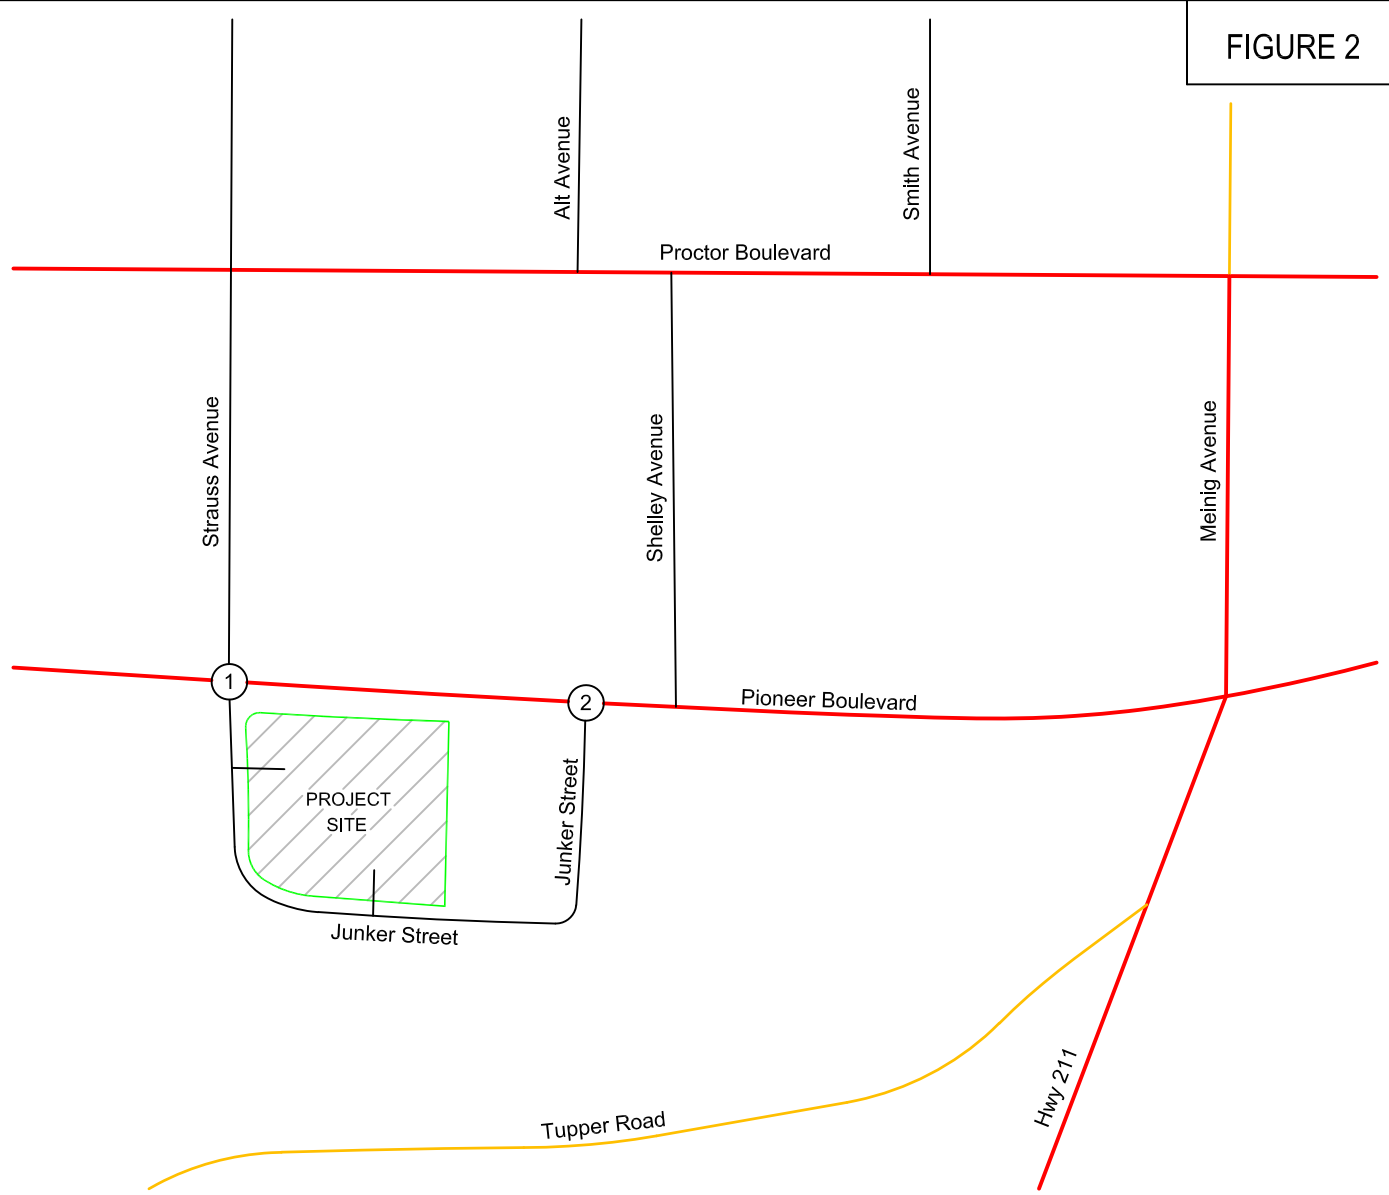 FIGURE 2
Alt Avenue
Smith Avenue
Proctor Boulevard
Strauss Avenue
Shelley Avenue
Meinig Avenue
1
2
Pioneer Boulevard
PROJECT
SITE
Junker Street
Junker Street
Hwy 211
Tupper Road